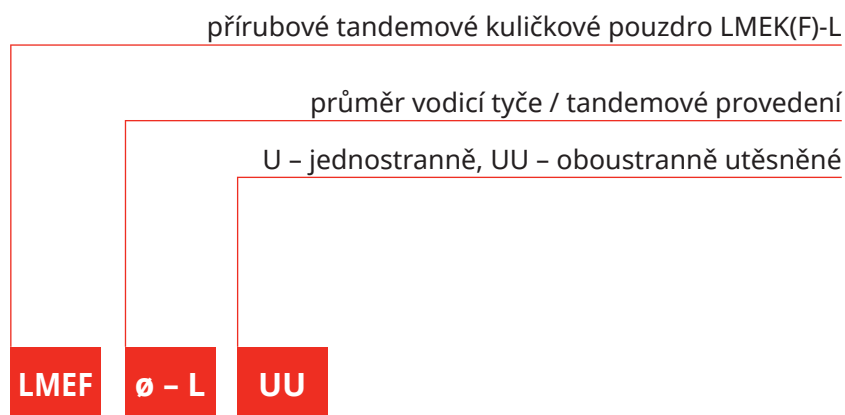 přírubové tandemové kuličkové pouzdro LMEK(F)-L
průměr vodicí tyče / tandemové provedení
U – jednostranně, UU – oboustranně utěsněné
LMEF ø – L UU